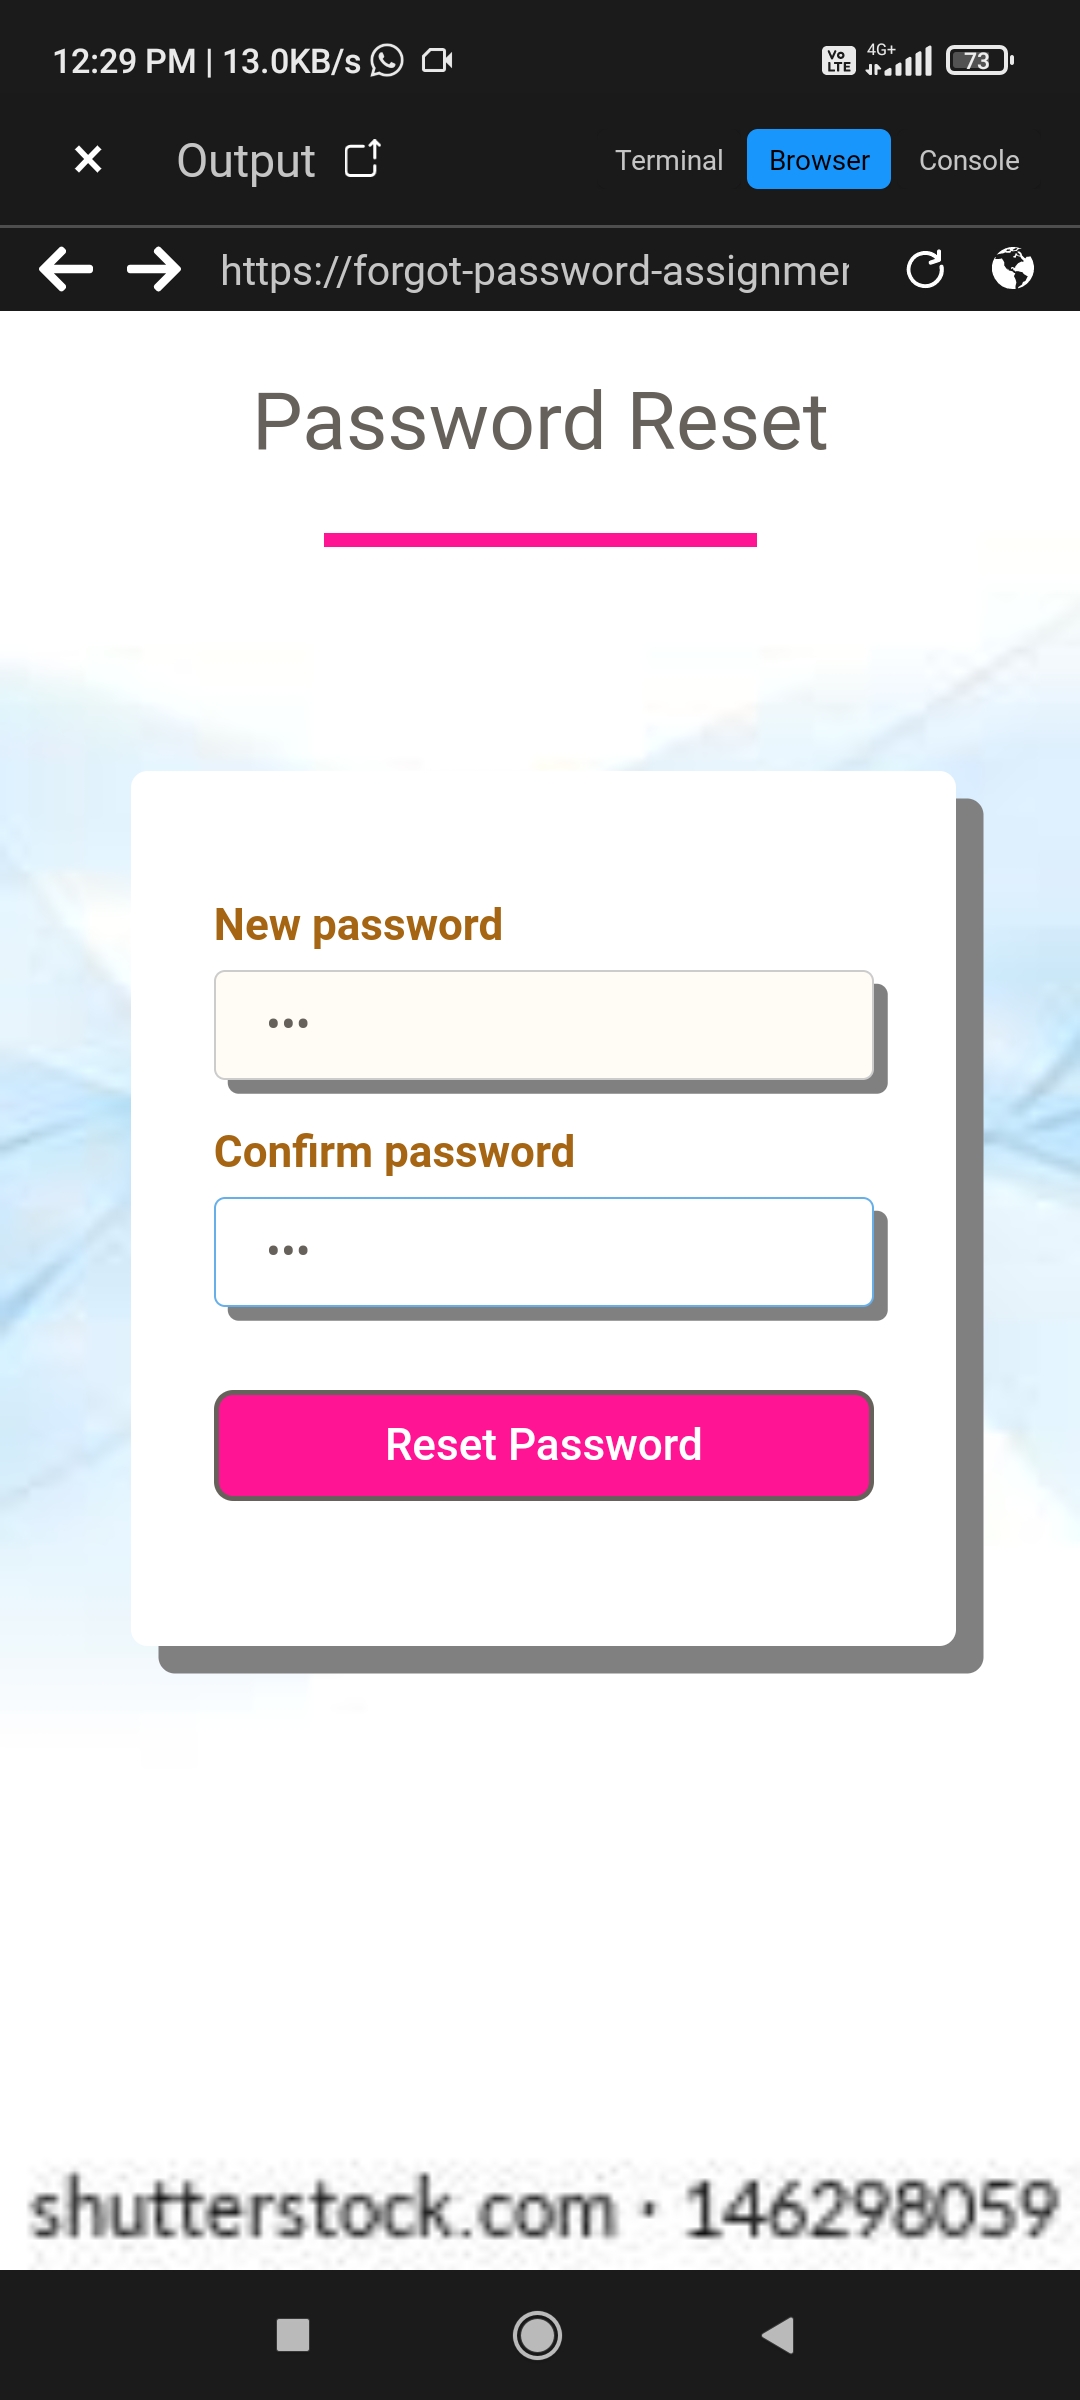 12:29 PM | 13.0KB/s
Vo LTE 4G+ 73
Output Terminal Browser Console
https://forgot-password-assignmer
Password Reset
New password
•••
Confirm password
•••
Reset Password
shutterstock.com · 146298059